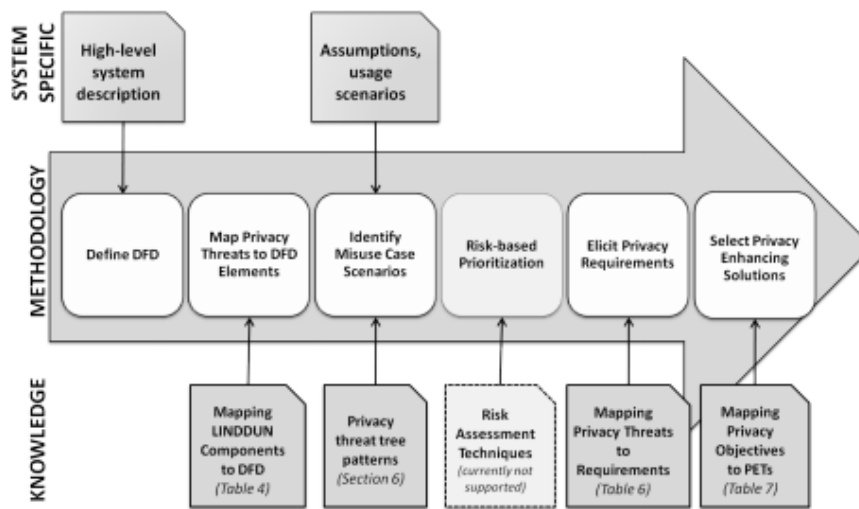 SYSTEM
SPECIFIC
High-level
system
description
Assumptions,
usage
scenarios
METHODOLOGY
Define DFD
Map Privacy
Threats to DFD
Elements
Identify
Misuse Case
Scenarios
Risk-based
Prioritization
Elicit Privacy
Requirements
Select Privacy
Enhancing
Solutions
KNOWLEDGE
Mapping
LINDDUN
Components
to DFD
(Table 4)
Privacy
threat tree
patterns
(Section 6)
Risk
Assessment
Techniques
(currently not
supported)
Mapping
Privacy Threats
to
Requirements
(Table 6)
Mapping
Privacy
Objectives
to PETs
(Table 7)